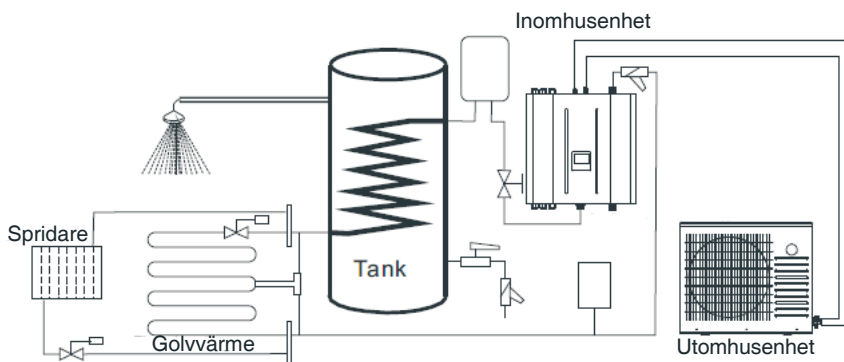 Inomhusenhet
Spridare
Tank
Golvvärme
Utomhusenhet